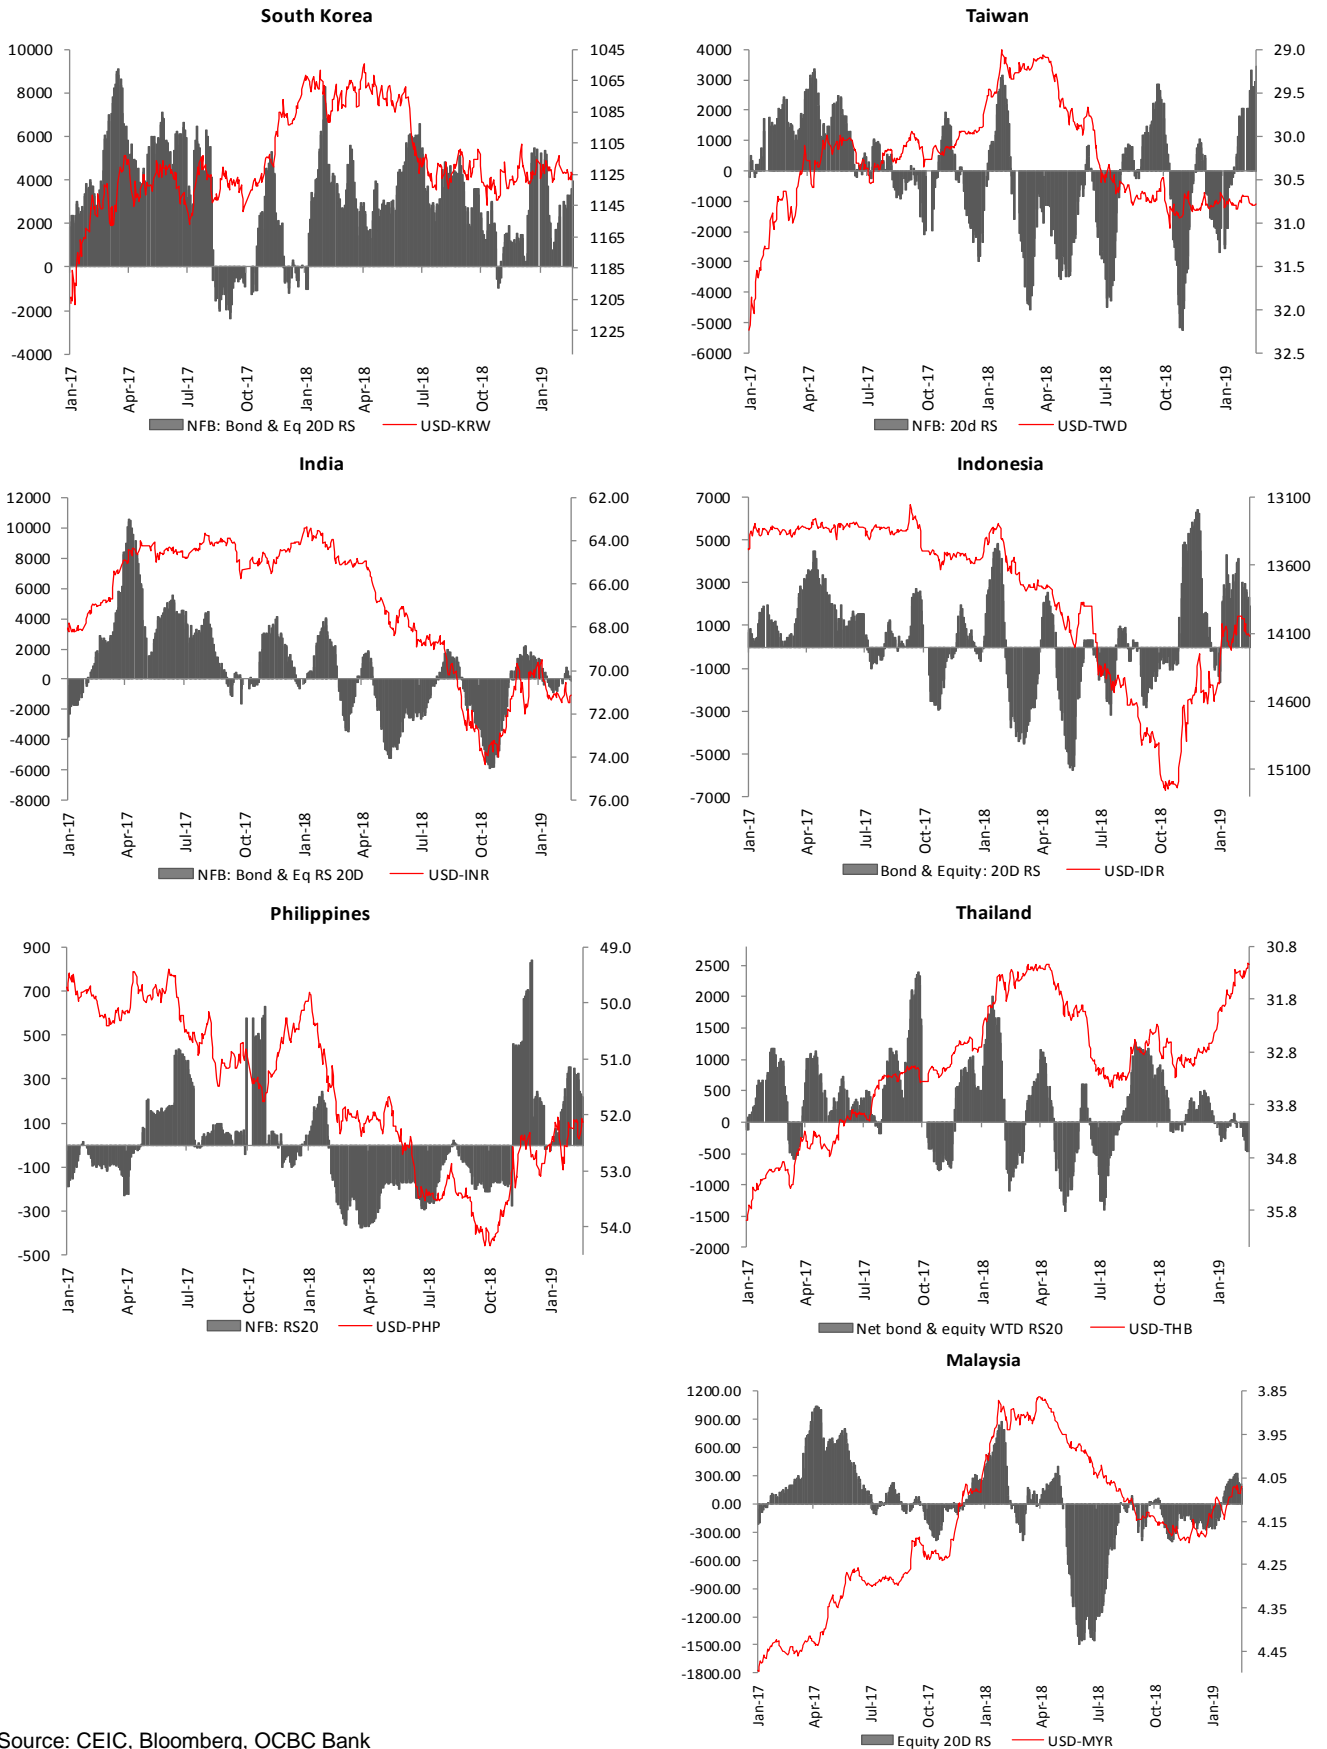 South Korea
10000
8000
6000
4000
2000
0
-2000
-4000
1045
1065
1085
1105
1125
1145
1165
1185
1205
1225
Jan-17
Apr-17
Jul-17
Oct-17
Jan-18
Apr-18
Jul-18
Oct-18
Jan-19
NFB: Bond & Eq 20D RS USD-KRW
Taiwan
4000
3000
2000
1000
0
-1000
-2000
-3000
-4000
-5000
-6000
29.0
29.5
30.0
30.5
31.0
31.5
32.0
32.5
Jan-17
Apr-17
Jul-17
Oct-17
Jan-18
Apr-18
Jul-18
Oct-18
Jan-19
NFB: 20d RS USD-TWD
India
12000
10000
8000
6000
4000
2000
0
-2000
-4000
-6000
-8000
62.00
64.00
66.00
68.00
70.00
72.00
74.00
76.00
Jan-17
Apr-17
Jul-17
Oct-17
Jan-18
Apr-18
Jul-18
Oct-18
Jan-19
NFB: Bond & Eq RS 20D USD-INR
Indonesia
7000
5000
3000
1000
-1000
-3000
-5000
-7000
13100
13600
14100
14600
15100
Jan-17
Apr-17
Jul-17
Oct-17
Jan-18
Apr-18
Jul-18
Oct-18
Jan-19
Bond & Equity: 20D RS USD-IDR
Philippines
900
700
500
300
100
-100
-300
-500
49.0
50.0
51.0
52.0
53.0
54.0
Jan-17
Apr-17
Jul-17
Oct-17
Jan-18
Apr-18
Jul-18
Oct-18
Jan-19
NFB: RS20 USD-PHP
Thailand
2500
2000
1500
1000
500
0
-500
-1000
-1500
-2000
30.8
31.8
32.8
33.8
34.8
35.8
Jan-17
Apr-17
Jul-17
Oct-17
Jan-18
Apr-18
Jul-18
Oct-18
Jan-19
Net bond & equity WTD RS20 USD-THB
Malaysia
1200.00
900.00
600.00
300.00
0.00
-300.00
-600.00
-900.00
-1200.00
-1500.00
-1800.00
3.85
3.95
4.05
4.15
4.25
4.35
4.45
Jan-17
Apr-17
Jul-17
Oct-17
Jan-18
Apr-18
Jul-18
Oct-18
Jan-19
Equity 20D RS USD-MYR
Source: CEIC, Bloomberg, OCBC Bank